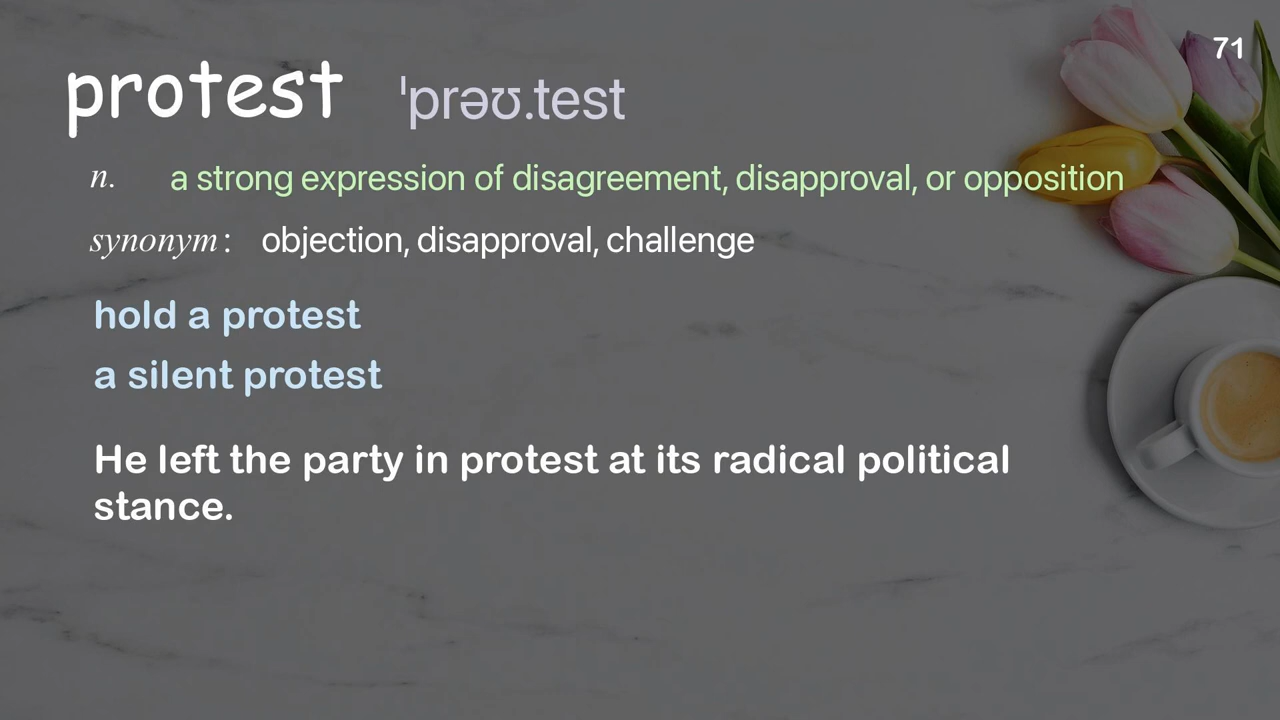 71
protest ˈprəʊ.test
n. a strong expression of disagreement, disapproval, or opposition
synonym: objection, disapproval, challenge
hold a protest
a silent protest
He left the party in protest at its radical political
stance.